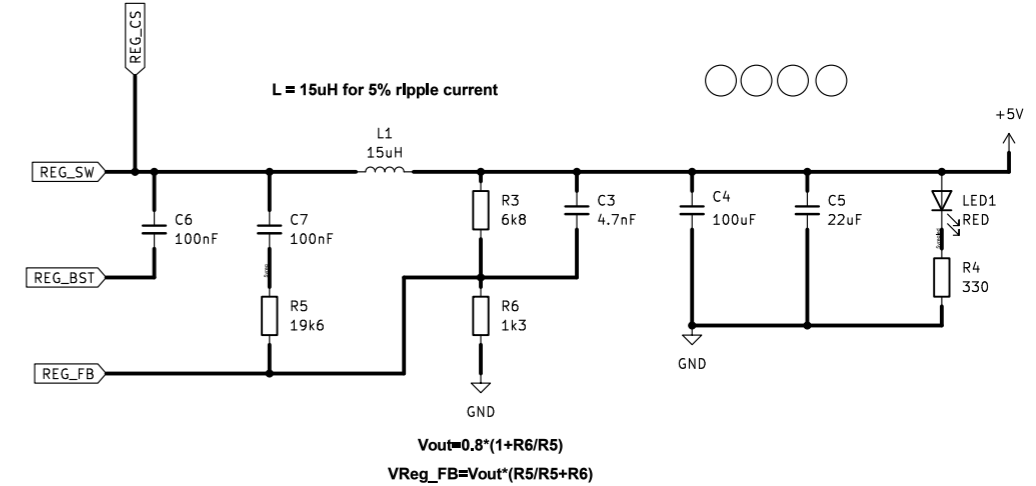 REG_CS
L = 15uH for 5% ripple current
+5V
L1
15uH
REG_SW
R3
6k8
C3
4.7nF
C4
100uF
C5
22uF
LED1
RED
C6
100nF
C7
100nF
REG_BST
R4
330
R5
19k6
R6
1k3
REG_FB
GND
GND
Vout=0.8*(1+R6/R5)
VReg_FB=Vout*(R5/R5+R6)